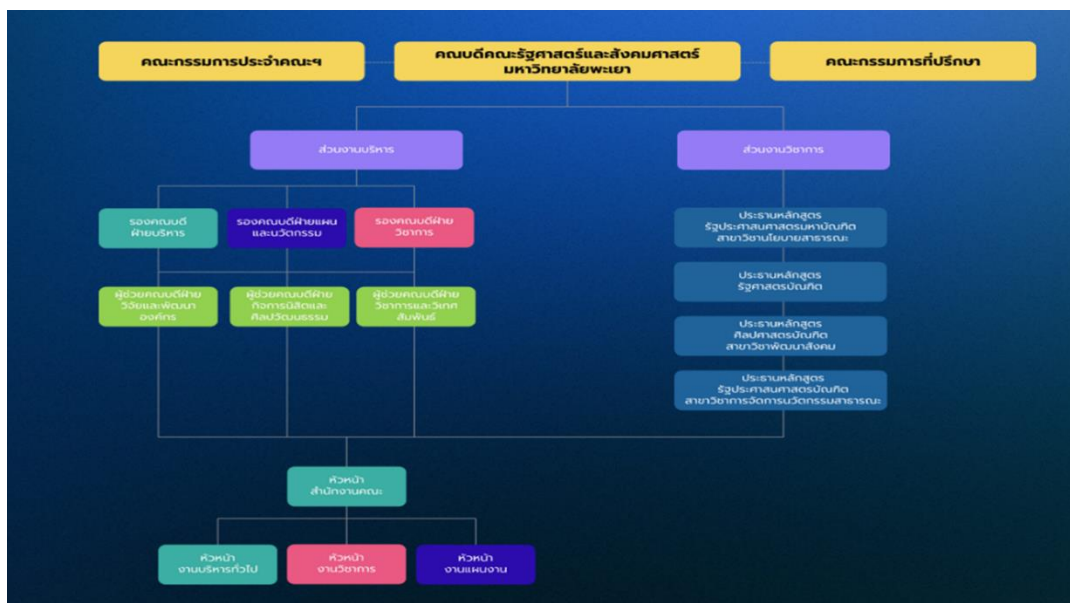 คณะกรรมการประจำคณะฯ
คณบดีคณะรัฐศาสตร์และสังคมศาสตร์
มหาวิทยาลัยพะเยา
คณะกรรมการที่ปรึกษา
ส่วนงานบริหาร
ส่วนงานวิชาการ
รองคณบดี
ฝ่ายบริหาร
รองคณบดีฝ่ายแผน
และนวัตกรรม
รองคณบดีฝ่าย
วิชาการ
ผู้ช่วยคณบดีฝ่าย
วิจัยและพัฒนา
องค์กร
ผู้ช่วยคณบดีฝ่าย
กิจการนิสิตและ
ศิลปวัฒนธรรม
ผู้ช่วยคณบดีฝ่าย
วิชาการและวิเทศ
สัมพันธ์
ประธานหลักสูตร
รัฐประศาสนศาสตรมหาบัณฑิต
สาขาวิชานโยบายสาธารณะ
ประธานหลักสูตร
รัฐศาสตรบัณฑิต
ประธานหลักสูตร
ศิลปศาสตรบัณฑิต
สาขาวิชาพัฒนาสังคม
ประธานหลักสูตร
รัฐประศาสนศาสตรบัณฑิต
สาขาวิชาการจัดการนวัตกรรมสาธารณะ
หัวหน้า
สำนักงานคณะ
หัวหน้า
งานบริหารทั่วไป
หัวหน้า
งานวิชาการ
หัวหน้า
งานแผนงาน